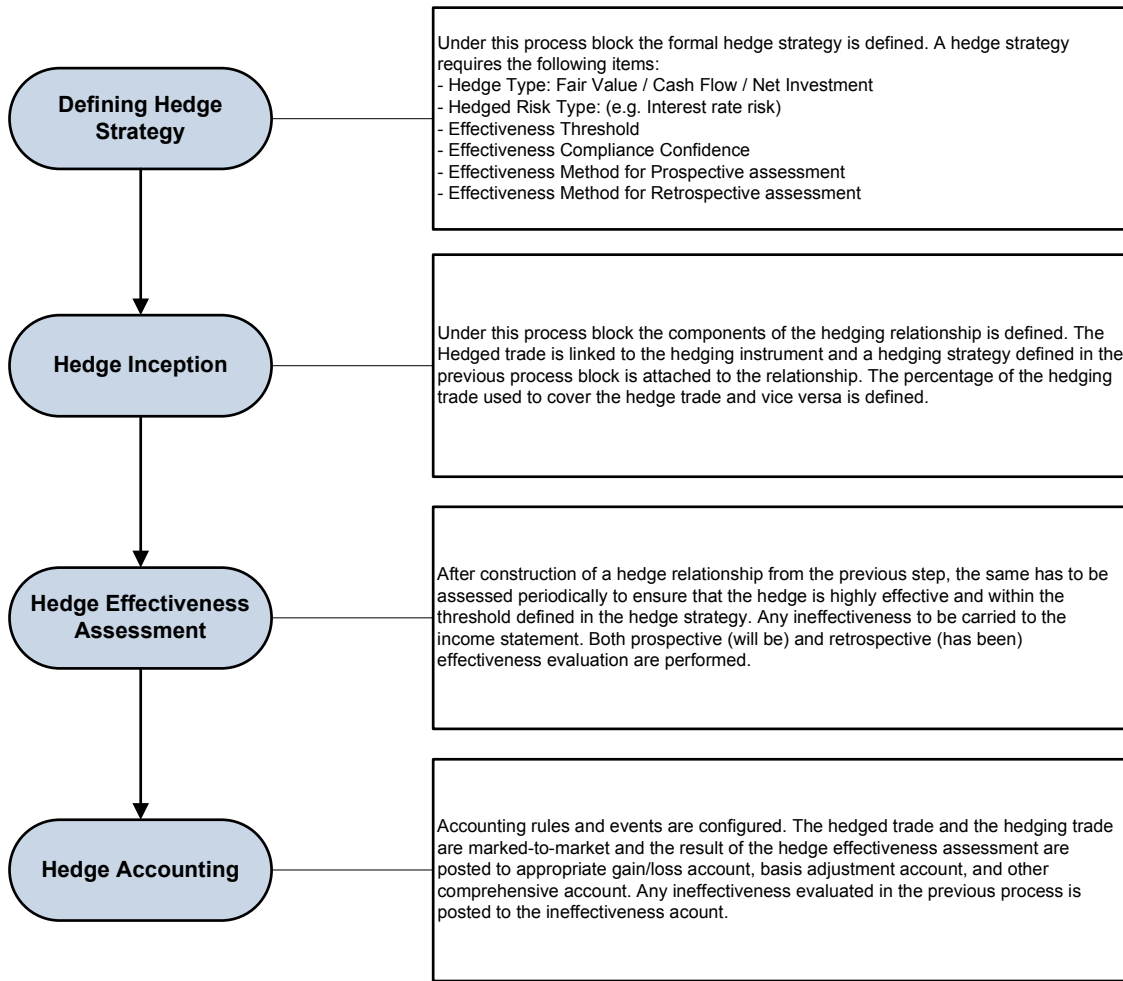 Defining Hedge
Strategy
Under this process block the formal hedge strategy is defined. A hedge strategy
requires the following items:
- Hedge Type: Fair Value / Cash Flow / Net Investment
- Hedged Risk Type: (e.g. Interest rate risk)
- Effectiveness Threshold
- Effectiveness Compliance Confidence
- Effectiveness Method for Prospective assessment
- Effectiveness Method for Retrospective assessment
Hedge Inception
Under this process block the components of the hedging relationship is defined. The
Hedged trade is linked to the hedging instrument and a hedging strategy defined in the
previous process block is attached to the relationship. The percentage of the hedging
trade used to cover the hedge trade and vice versa is defined.
Hedge Effectiveness
Assessment
After construction of a hedge relationship from the previous step, the same has to be
assessed periodically to ensure that the hedge is highly effective and within the
threshold defined in the hedge strategy. Any ineffectiveness to be carried to the
income statement. Both prospective (will be) and retrospective (has been)
effectiveness evaluation are performed.
Hedge Accounting
Accounting rules and events are configured. The hedged trade and the hedging trade
are marked-to-market and the result of the hedge effectiveness assessment are
posted to appropriate gain/loss account, basis adjustment account, and other
comprehensive account. Any ineffectiveness evaluated in the previous process is
posted to the ineffectiveness acount.